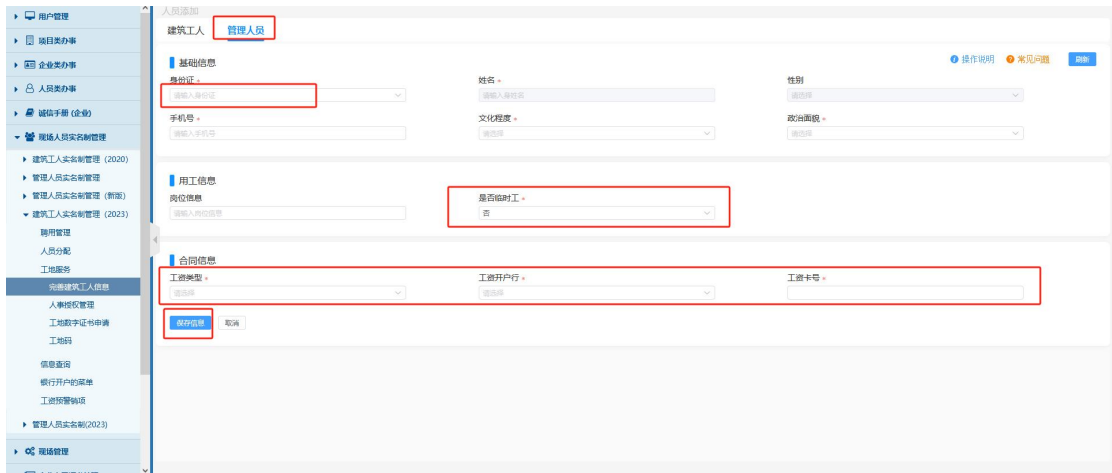 人员添加
用户管理
项目类办事
企业类办事
人员类办事
诚信手册 (企业)
现场人员实名制管理
建筑工人实名制管理 (2020)
管理人员实名制管理
管理人员实名制管理 (新版)
建筑工人实名制管理 (2023)
聘用管理
人员分配
工地服务
完善建筑工人信息
人事授权管理
工地数字证书申请
工地码
信息查询
银行开户的菜单
工资预警销项
管理人员实名制(2023)
现场管理
建筑工人 管理人员
基础信息
操作说明 常见问题 刷新
身份证 * 姓名 * 性别
请输入身份证 请选择
手机号 * 文化程度 * 政治面貌 *
请输入手机号 请选择 请选择
用工信息
岗位信息 是否临时工 *
请输入岗位信息 否
合同信息
工资类型 * 工资开户行 * 工资卡号 *
请选择 请选择
保存信息 取消